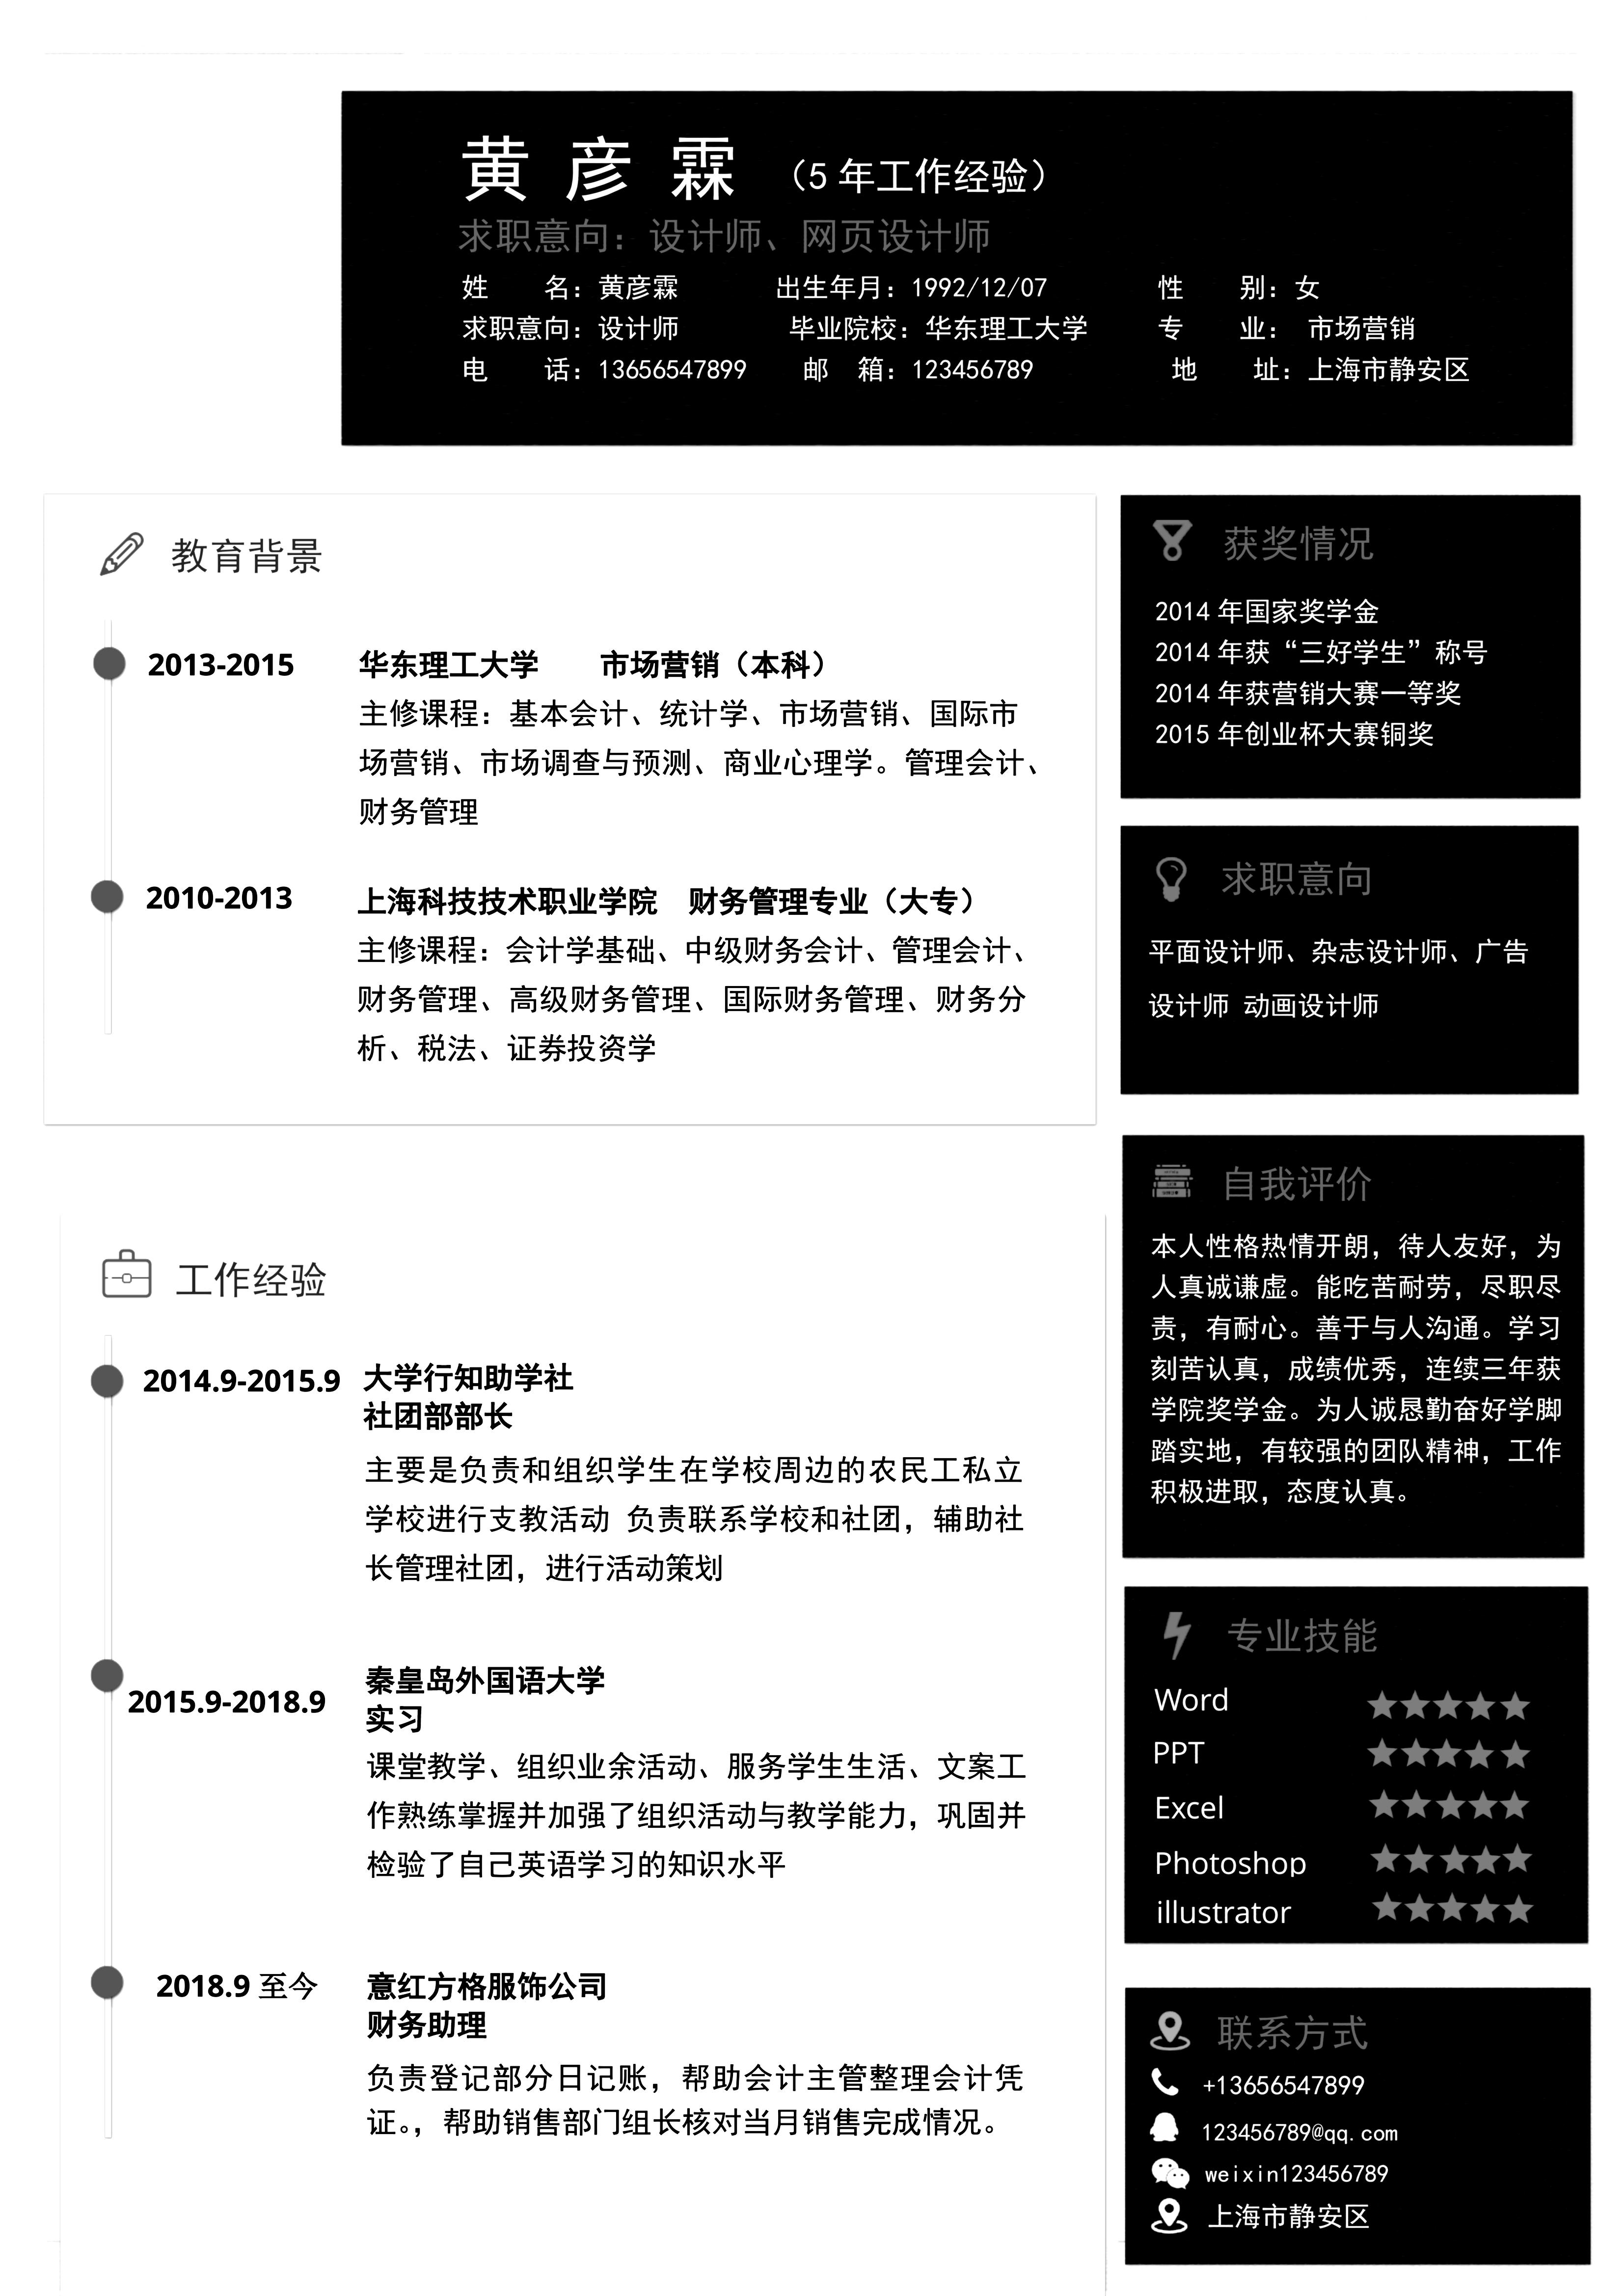 黄 彦 霖 （5 年工作经验）
求职意向：设计师、网页设计师
姓 名：黄彦霖 出生年月：1992/12/07 性 别：女
求职意向：设计师 毕业院校：华东理工大学 专 业： 市场营销
电 话：13656547899 邮 箱：123456789 地 址：上海市静安区
教育背景
2013-2015 华东理工大学 市场营销（本科）
主修课程：基本会计、统计学、市场营销、国际市
场营销、市场调查与预测、商业心理学。管理会计、
财务管理
2010-2013 上海科技技术职业学院 财务管理专业（大专）
主修课程：会计学基础、中级财务会计、管理会计、
财务管理、高级财务管理、国际财务管理、财务分
析、税法、证券投资学
工作经验
2014.9-2015.9 大学行知助学社
社团部部长
主要是负责和组织学生在学校周边的农民工私立
学校进行支教活动 负责联系学校和社团，辅助社
长管理社团，进行活动策划
2015.9-2018.9 秦皇岛外国语大学
实习
课堂教学、组织业余活动、服务学生生活、文案工
作熟练掌握并加强了组织活动与教学能力，巩固并
检验了自己英语学习的知识水平
2018.9 至今 意红方格服饰公司
财务助理
负责登记部分日记账，帮助会计主管整理会计凭
证。，帮助销售部门组长核对当月销售完成情况。
获奖情况
2014 年国家奖学金
2014 年获“三好学生”称号
2014 年获营销大赛一等奖
2015 年创业杯大赛铜奖
求职意向
平面设计师、杂志设计师、广告
设计师 动画设计师
自我评价
本人性格热情开朗，待人友好，为
人真诚谦虚。能吃苦耐劳，尽职尽
责，有耐心。善于与人沟通。学习
刻苦认真，成绩优秀，连续三年获
学院奖学金。为人诚恳勤奋好学脚
踏实地，有较强的团队精神，工作
积极进取，态度认真。
专业技能
Word
PPT
Excel
Photoshop
illustrator
联系方式
+13656547899
123456789@qq.com
weixin123456789
上海市静安区